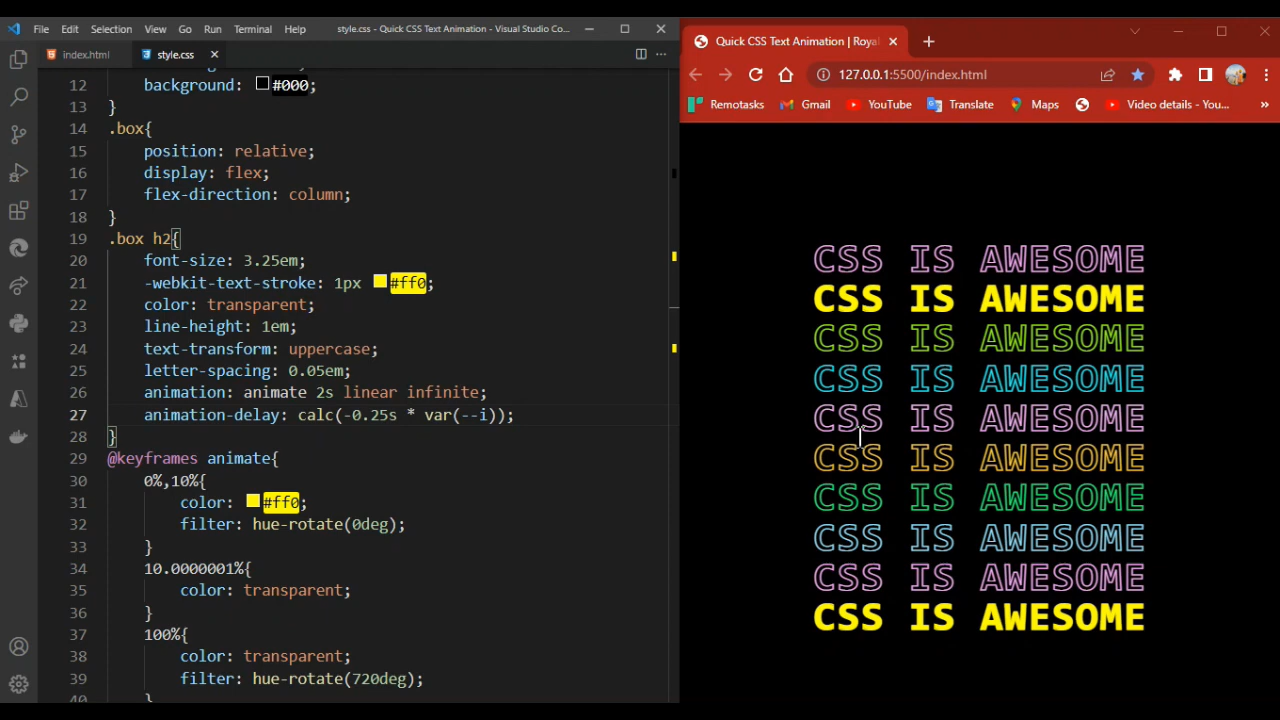 File Edit Selection View Go Run Terminal Help
style.css - Quick CSS Text Animation - Visual Studio Co...
index.html
style.css
12 background: #000;
13 }
14 .box{
15 position: relative;
16 display: flex;
17 flex-direction: column;
18 }
19 .box h2{
20 font-size: 3.25em;
21 -webkit-text-stroke: 1px #ff0;
22 color: transparent;
23 line-height: 1em;
24 text-transform: uppercase;
25 letter-spacing: 0.05em;
26 animation: animate 2s linear infinite;
27 animation-delay: calc(-0.25s * var(--i));
28 }
29 @keyframes animate{
30 0%,10%{
31 color: #ff0;
32 filter: hue-rotate(0deg);
33 }
34 10.0000001%{
35 color: transparent;
36 }
37 100%{
38 color: transparent;
39 filter: hue-rotate(720deg);
40 }
Quick CSS Text Animation | Royal
127.0.0.1:5500/index.html
Remotasks Gmail YouTube Translate Maps Video details - You...
CSS IS AWESOME
CSS IS AWESOME
CSS IS AWESOME
CSS IS AWESOME
CSS IS AWESOME
CSS IS AWESOME
CSS IS AWESOME
CSS IS AWESOME
CSS IS AWESOME
CSS IS AWESOME